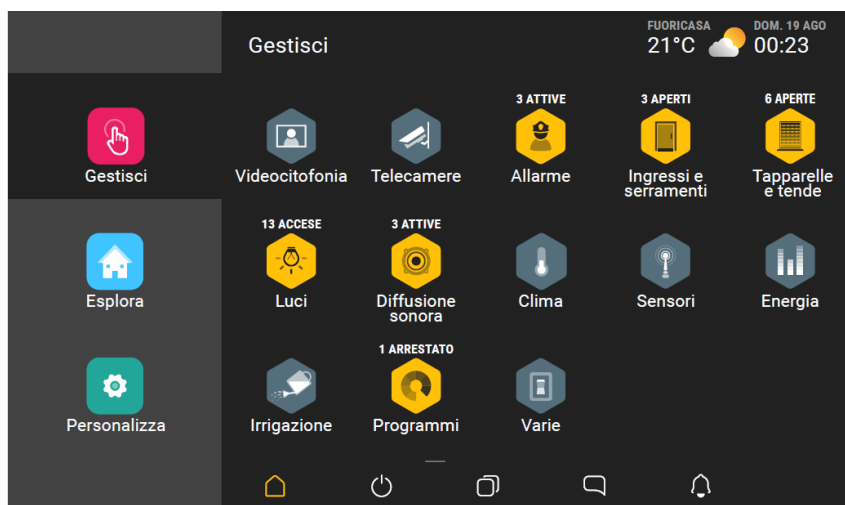 Gestisci
FUORICASA
21°C
DOM. 19 AGO
00:23
Gestisci
Esplora
Personalizza
Videocitofonia
Telecamere
3 ATTIVE
Allarme
3 APERTI
Ingressi e
serramenti
6 APERTE
Tapparelle
e tende
13 ACCESE
Luci
3 ATTIVE
Diffusione
sonora
Clima
Sensori
Energia
Irrigazione
1 ARRESTATO
Programmi
Varie